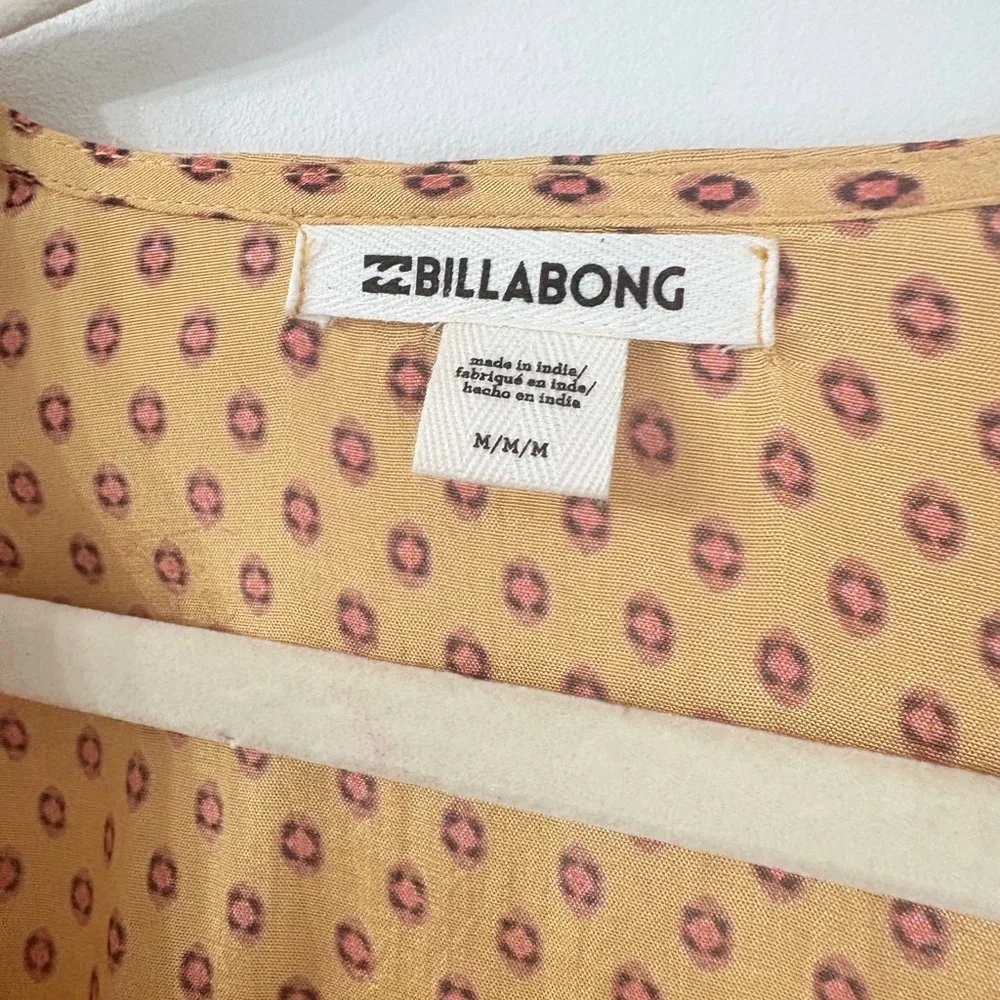 BILLABONG
made in india/
fabriqué en inde/
hecho en india
M/M/M